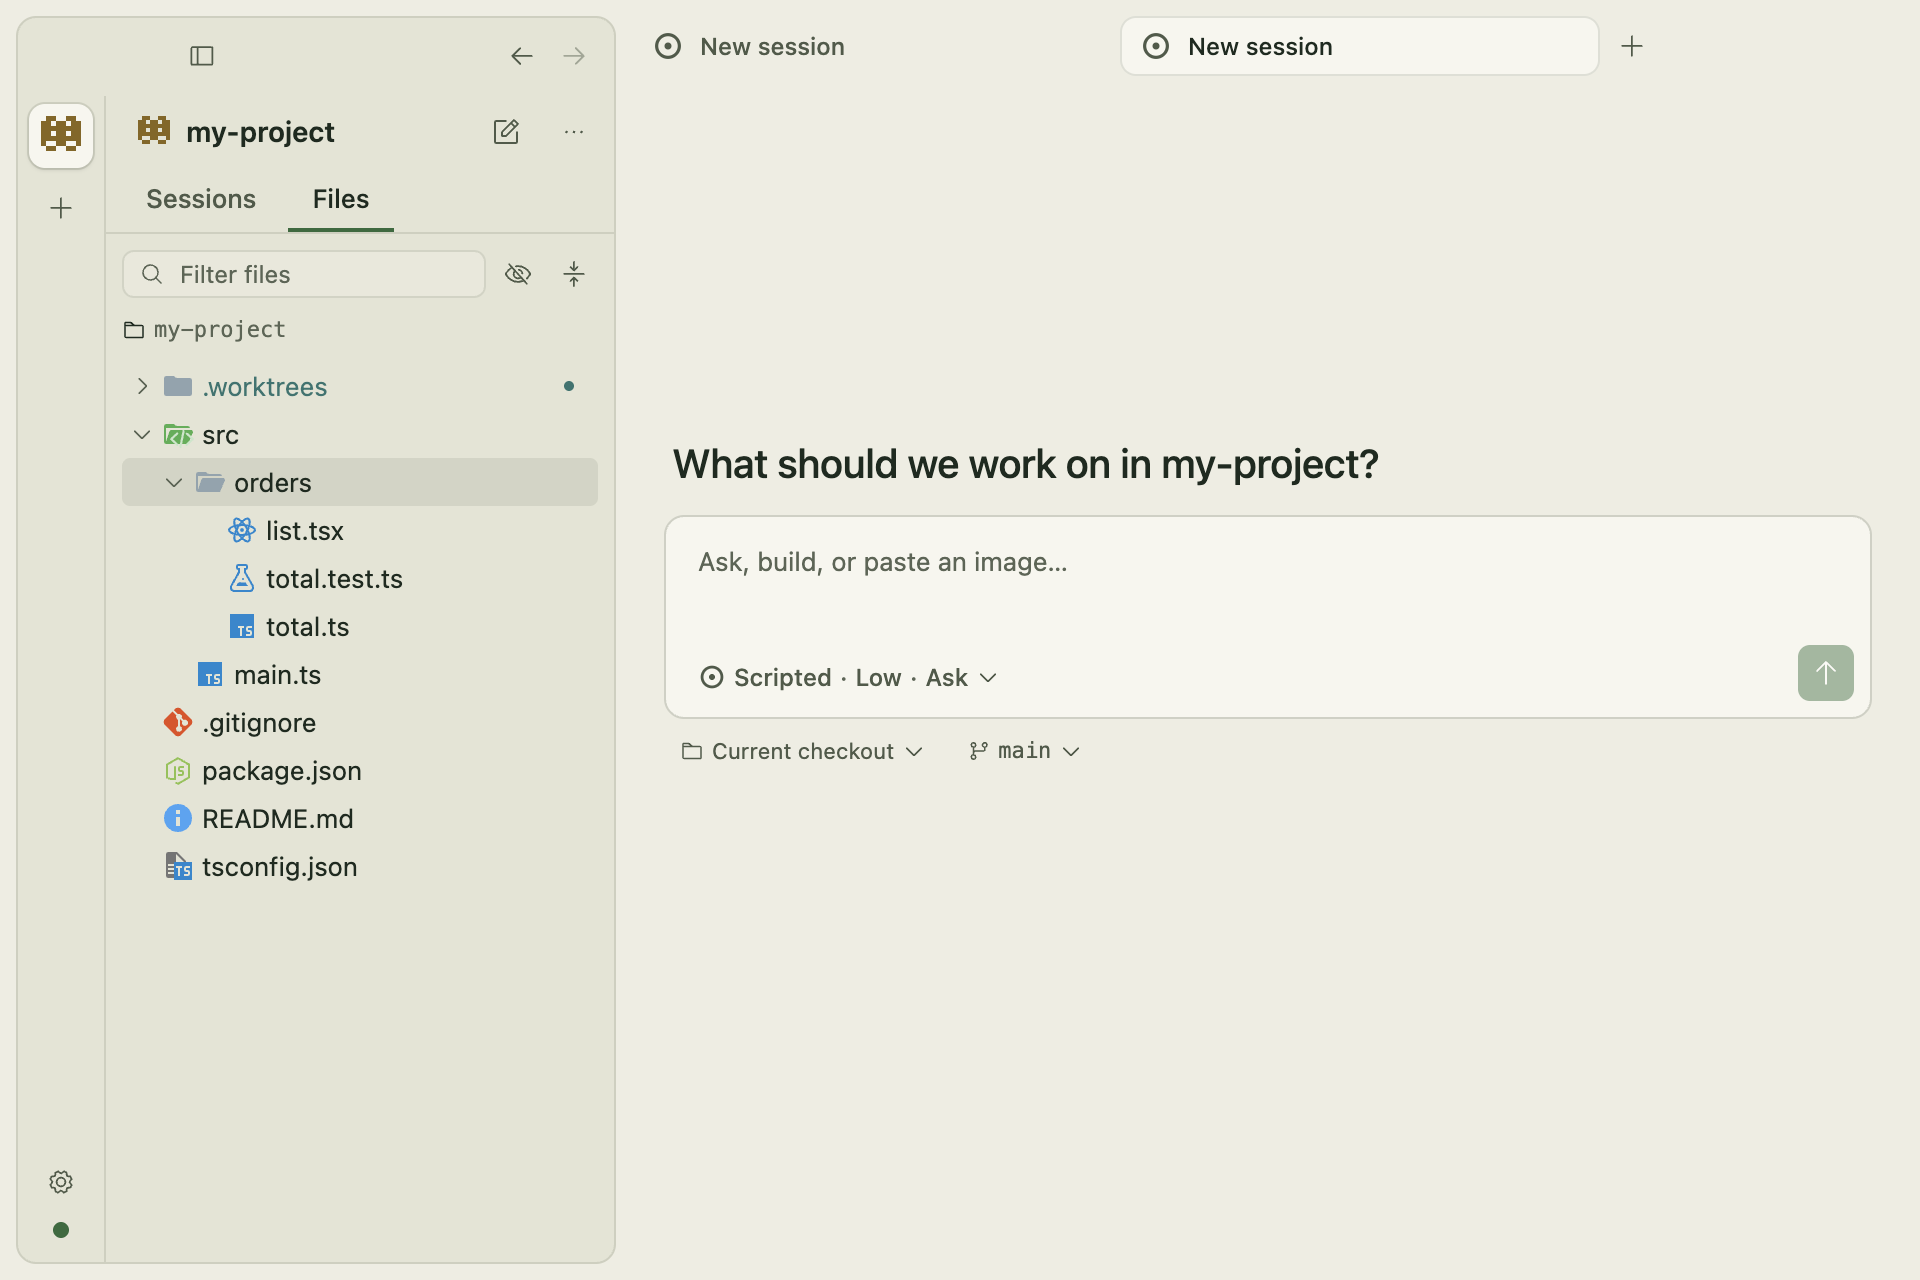 New session
New session
my-project
Sessions
Files
Filter files
my-project
.worktrees
src
orders
list.tsx
total.test.ts
total.ts
main.ts
.gitignore
package.json
README.md
tsconfig.json
What should we work on in my-project?
Ask, build, or paste an image...
Scripted · Low · Ask
Current checkout
main